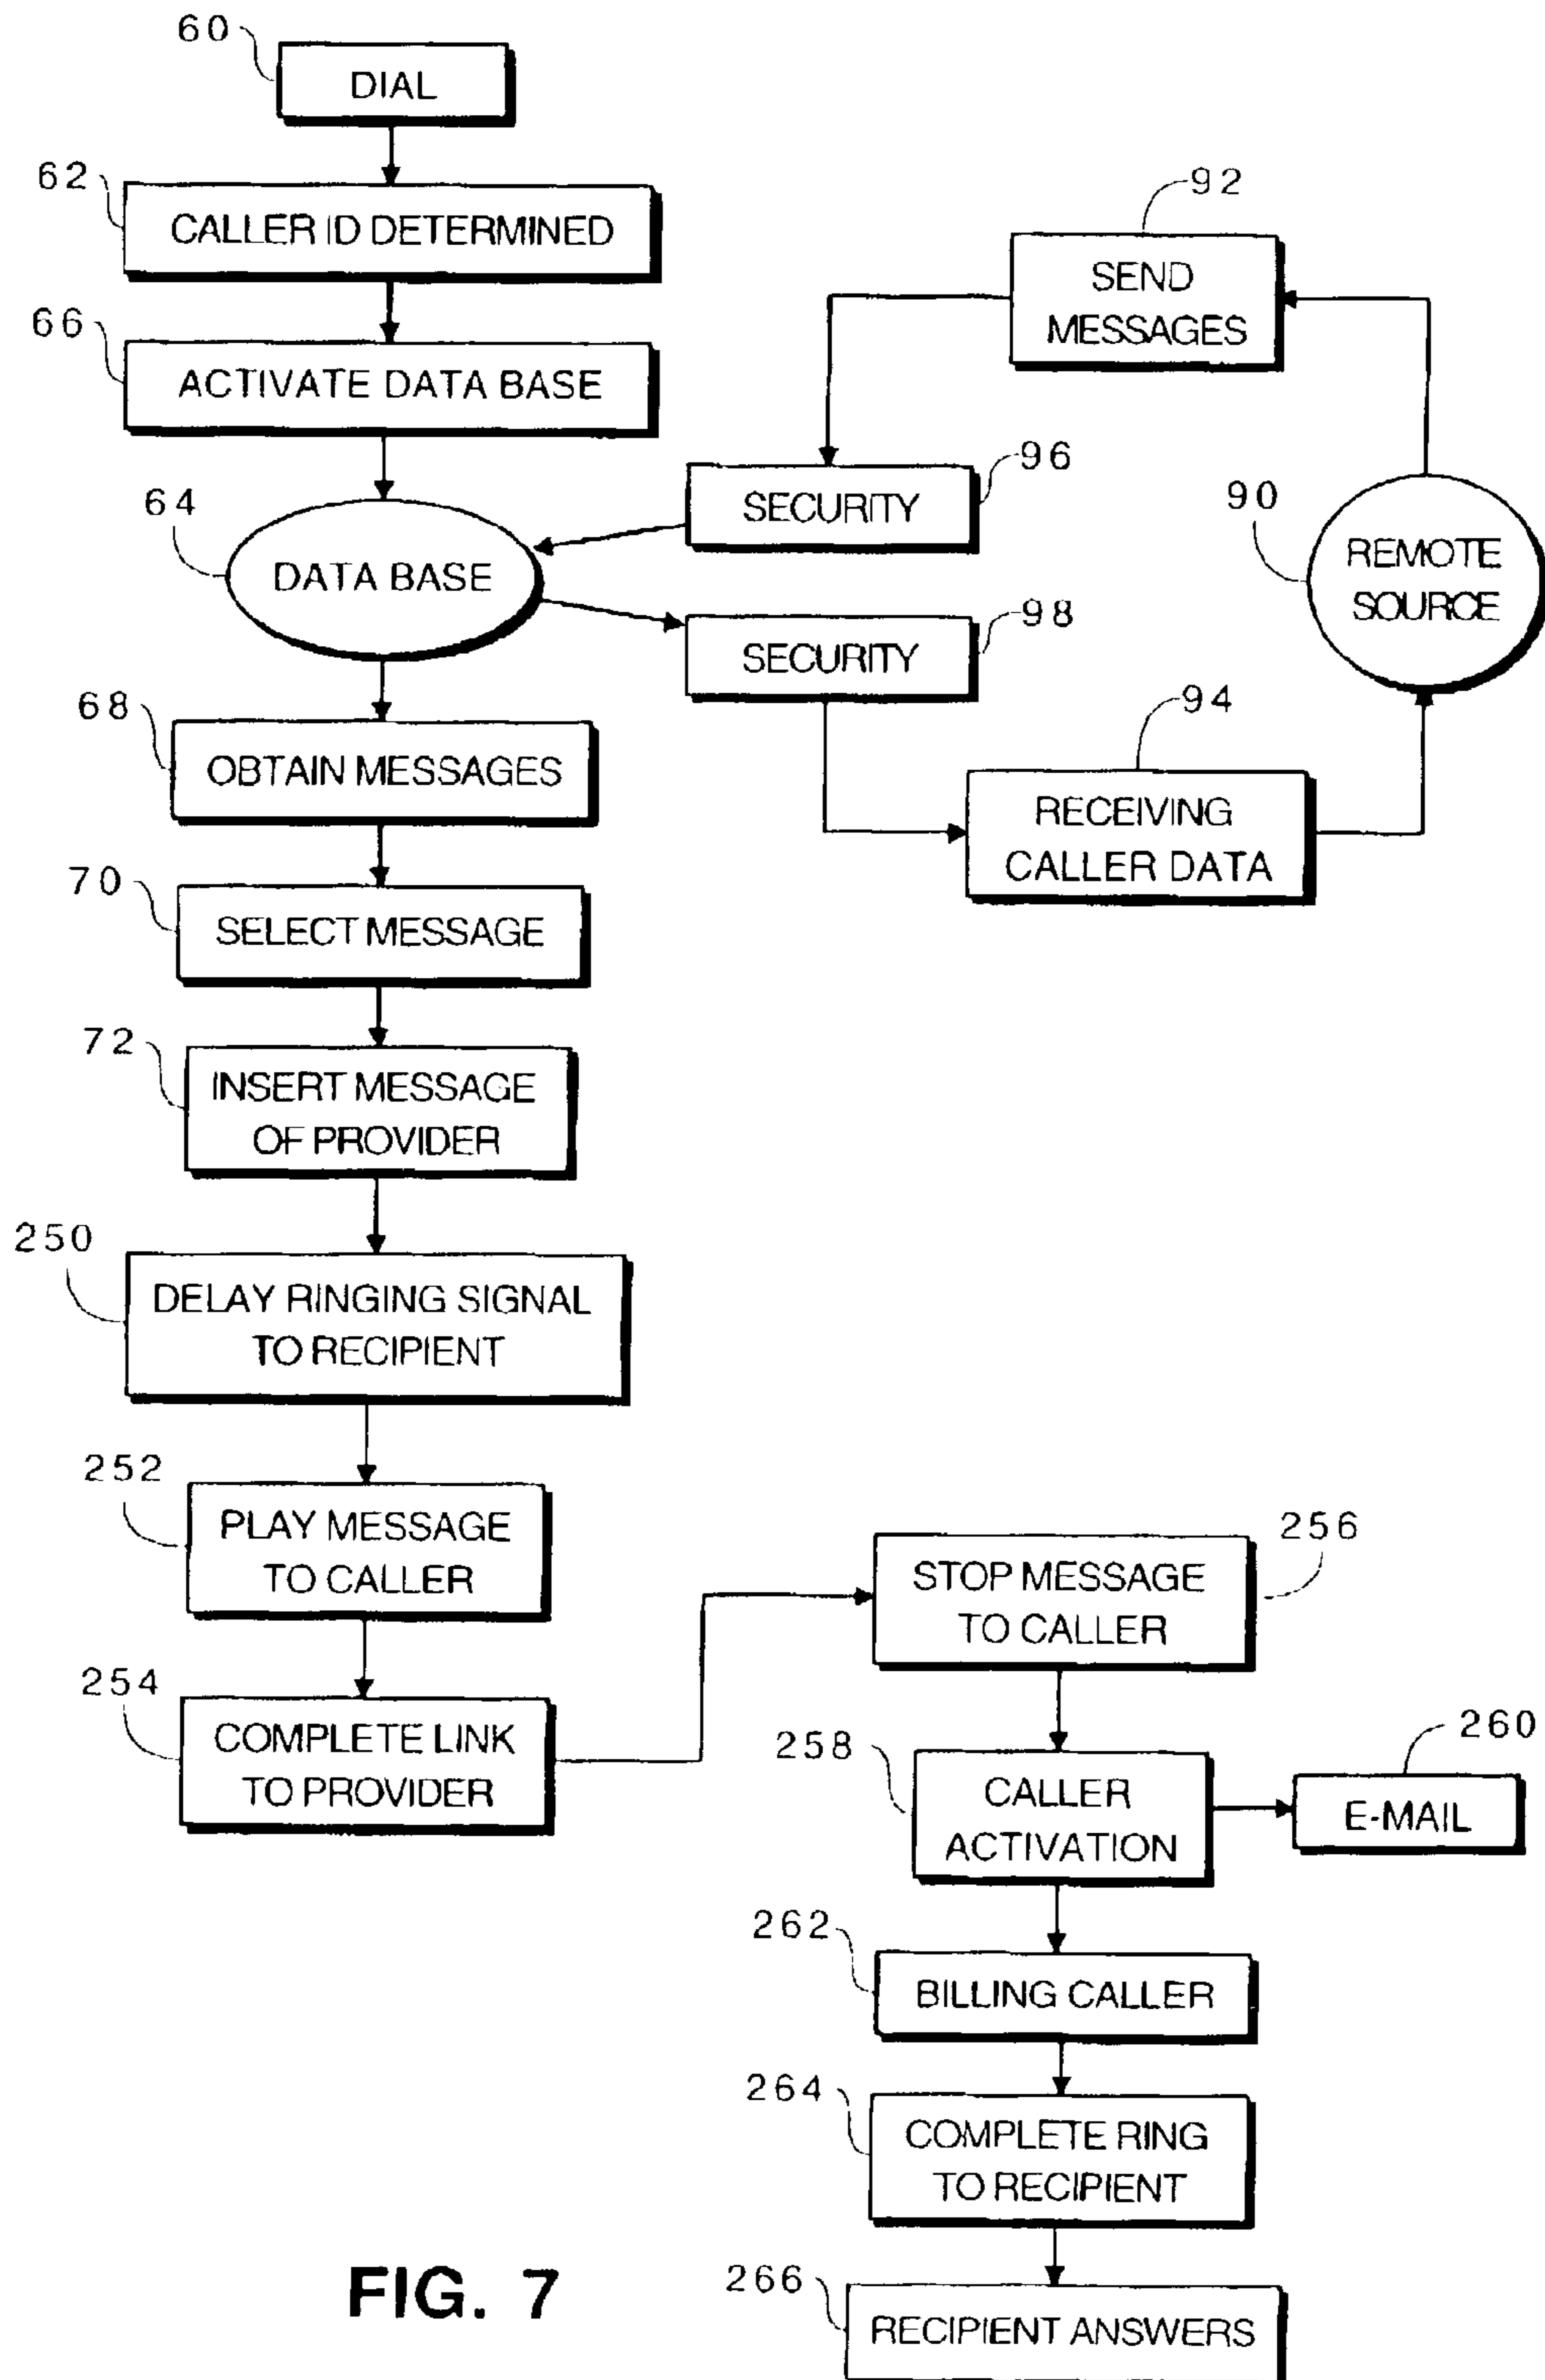 60
DIAL
62
CALLER ID DETERMINED
66
ACTIVATE DATA BASE
64
DATA BASE
92
SEND
MESSAGES
96
SECURITY
90
REMOTE
SOURCE
98
SECURITY
94
RECEIVING
CALLER DATA
68
OBTAIN MESSAGES
70
SELECT MESSAGE
72
INSERT MESSAGE
OF PROVIDER
250
DELAY RINGING SIGNAL
TO RECIPIENT
252
PLAY MESSAGE
TO CALLER
254
COMPLETE LINK
TO PROVIDER
256
STOP MESSAGE
TO CALLER
258
CALLER
ACTIVATION
260
E-MAIL
262
BILLING CALLER
264
COMPLETE RING
TO RECIPIENT
266
RECIPIENT ANSWERS
FIG. 7